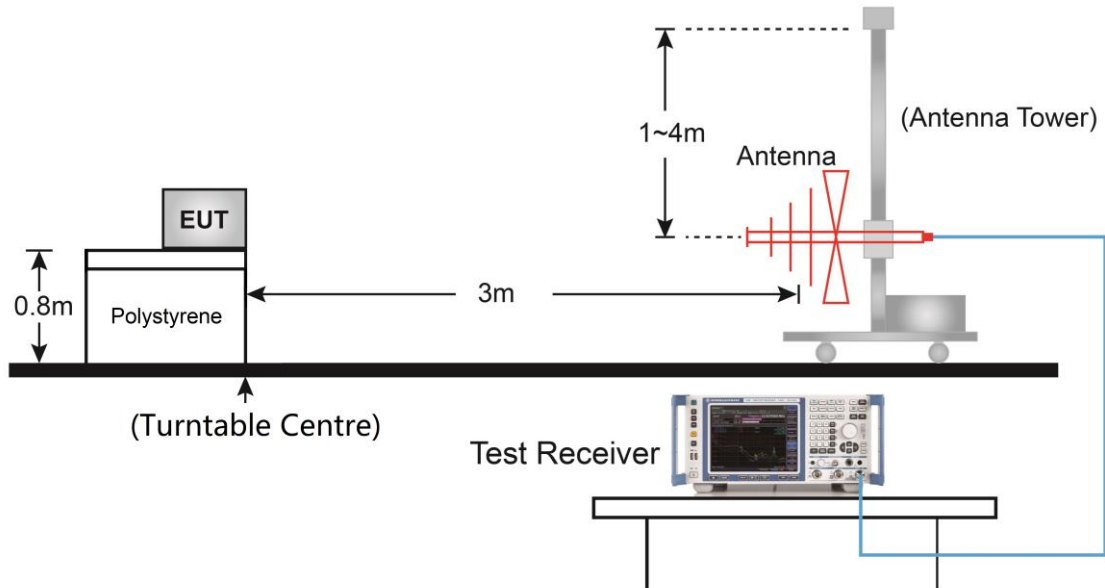 1~4m
(Antenna Tower)
Antenna
EUT
0.8m
Polystyrene
3m
(Turntable Centre)
Test Receiver